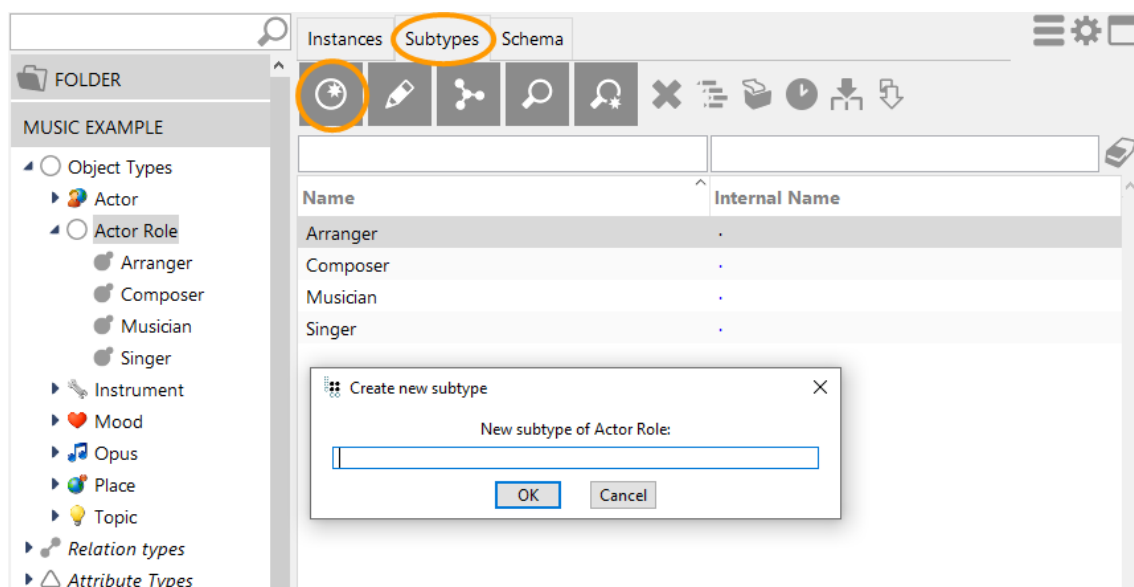 Instances Subtypes Schema
FOLDER
MUSIC EXAMPLE
Object Types
Actor
Actor Role
Arranger
Composer
Musician
Singer
Instrument
Mood
Opus
Place
Topic
Relation types
Attribute Types
Name Internal Name
Arranger
Composer
Musician
Singer
Create new subtype
New subtype of Actor Role:
OK Cancel